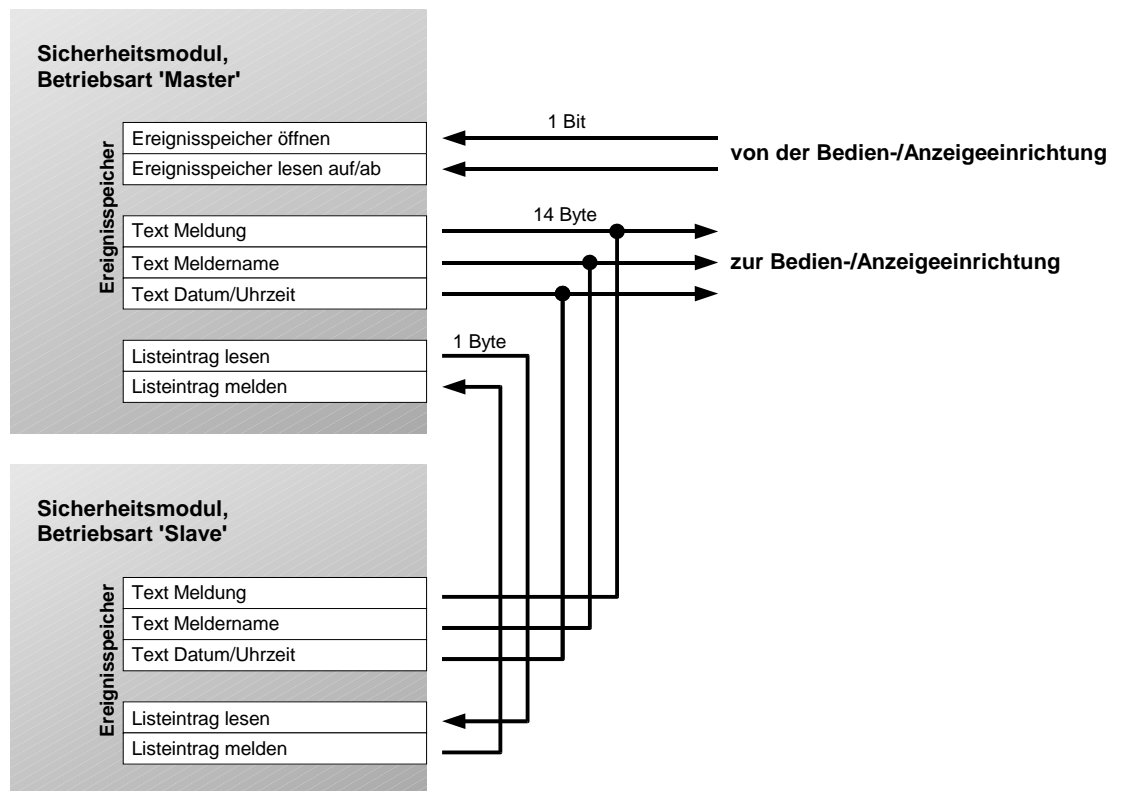 Sicherheitsmodul,
Betriebsart 'Master'
Ereignisspeicher
Ereignisspeicher öffnen
Ereignisspeicher lesen auf/ab
1 Bit
von der Bedien-/Anzeigeeinrichtung
Text Meldung
Text Meldername
Text Datum/Uhrzeit
14 Byte
zur Bedien-/Anzeigeeinrichtung
Listeintrag lesen
Listeintrag melden
1 Byte
Sicherheitsmodul,
Betriebsart 'Slave'
Ereignisspeicher
Text Meldung
Text Meldername
Text Datum/Uhrzeit
Listeintrag lesen
Listeintrag melden